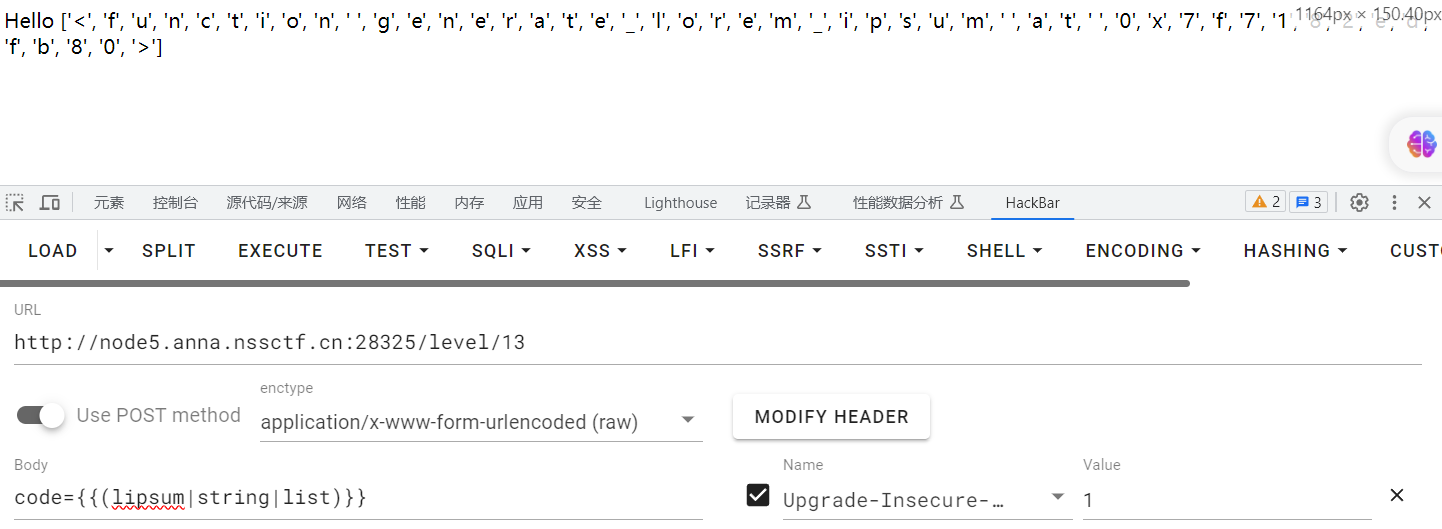 Hello ['<', 'f', 'u', 'n', 'c', 't', 'i', 'o', 'n', ' ', 'g', 'e', 'n', 'e', 'r', 'a', 't', 'e', '_', 'l', 'o', 'r', 'e', 'm', '_', 'i', 'p', 's', 'u', 'm', ' ', 'a', 't', ' ', '0', 'x', '7', 'f', '7', '1', '8', '2', 'e', 'd',
1164px × 150.40px
'f', 'b', '8', '0', '>']
元素 控制台 源代码/来源 网络 性能 内存 应用 安全 Lighthouse 记录器 性能数据分析 HackBar 2 3
LOAD SPLIT EXECUTE TEST SQLI XSS LFI SSRF SSTI SHELL ENCODING HASHING CUSTO
URL
http://node5.anna.nssctf.cn:28325/level/13
Use POST method
enctype
application/x-www-form-urlencoded (raw)
MODIFY HEADER
Body
code={{(lipsum|string|list)}}
Name
Upgrade-Insecure-…
Value
1